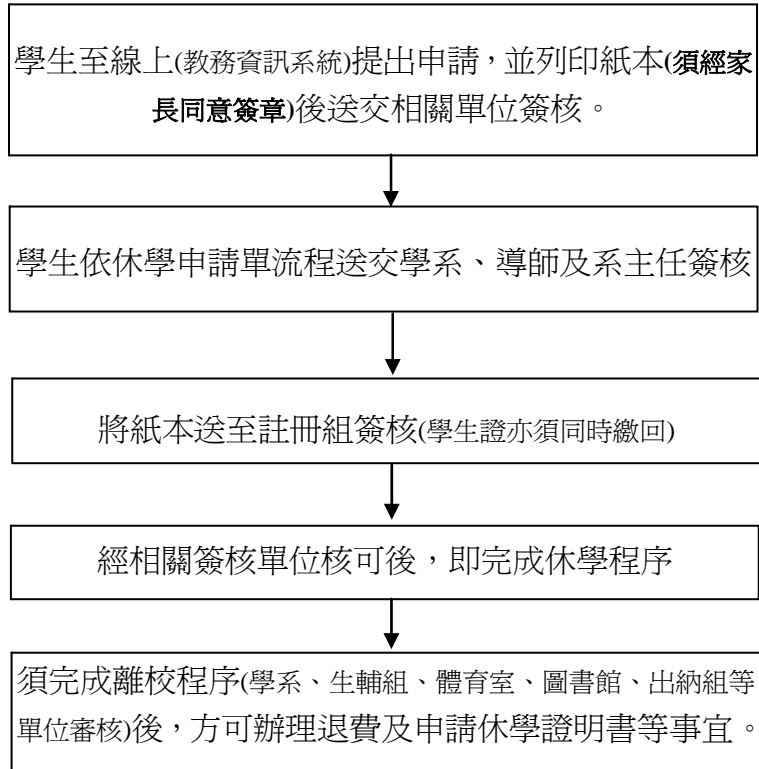 學生至線上(教務資訊系統)提出申請，並列印紙本(須經家
長同意簽章)後送交相關單位簽核。
學生依休學申請單流程送交學系、導師及系主任簽核
將紙本送至註冊組簽核(學生證亦須同時繳回)
經相關簽核單位核可後，即完成休學程序
須完成離校程序(學系、生輔組、體育室、圖書館、出納組等
單位審核)後，方可辦理退費及申請休學證明書等事宜。